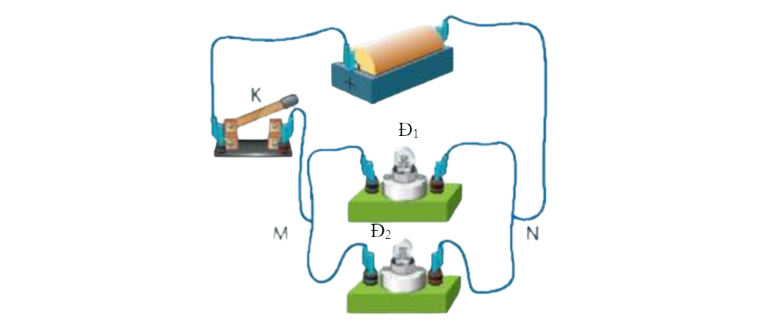 +
K
Đ₁
M
Đ₂
N